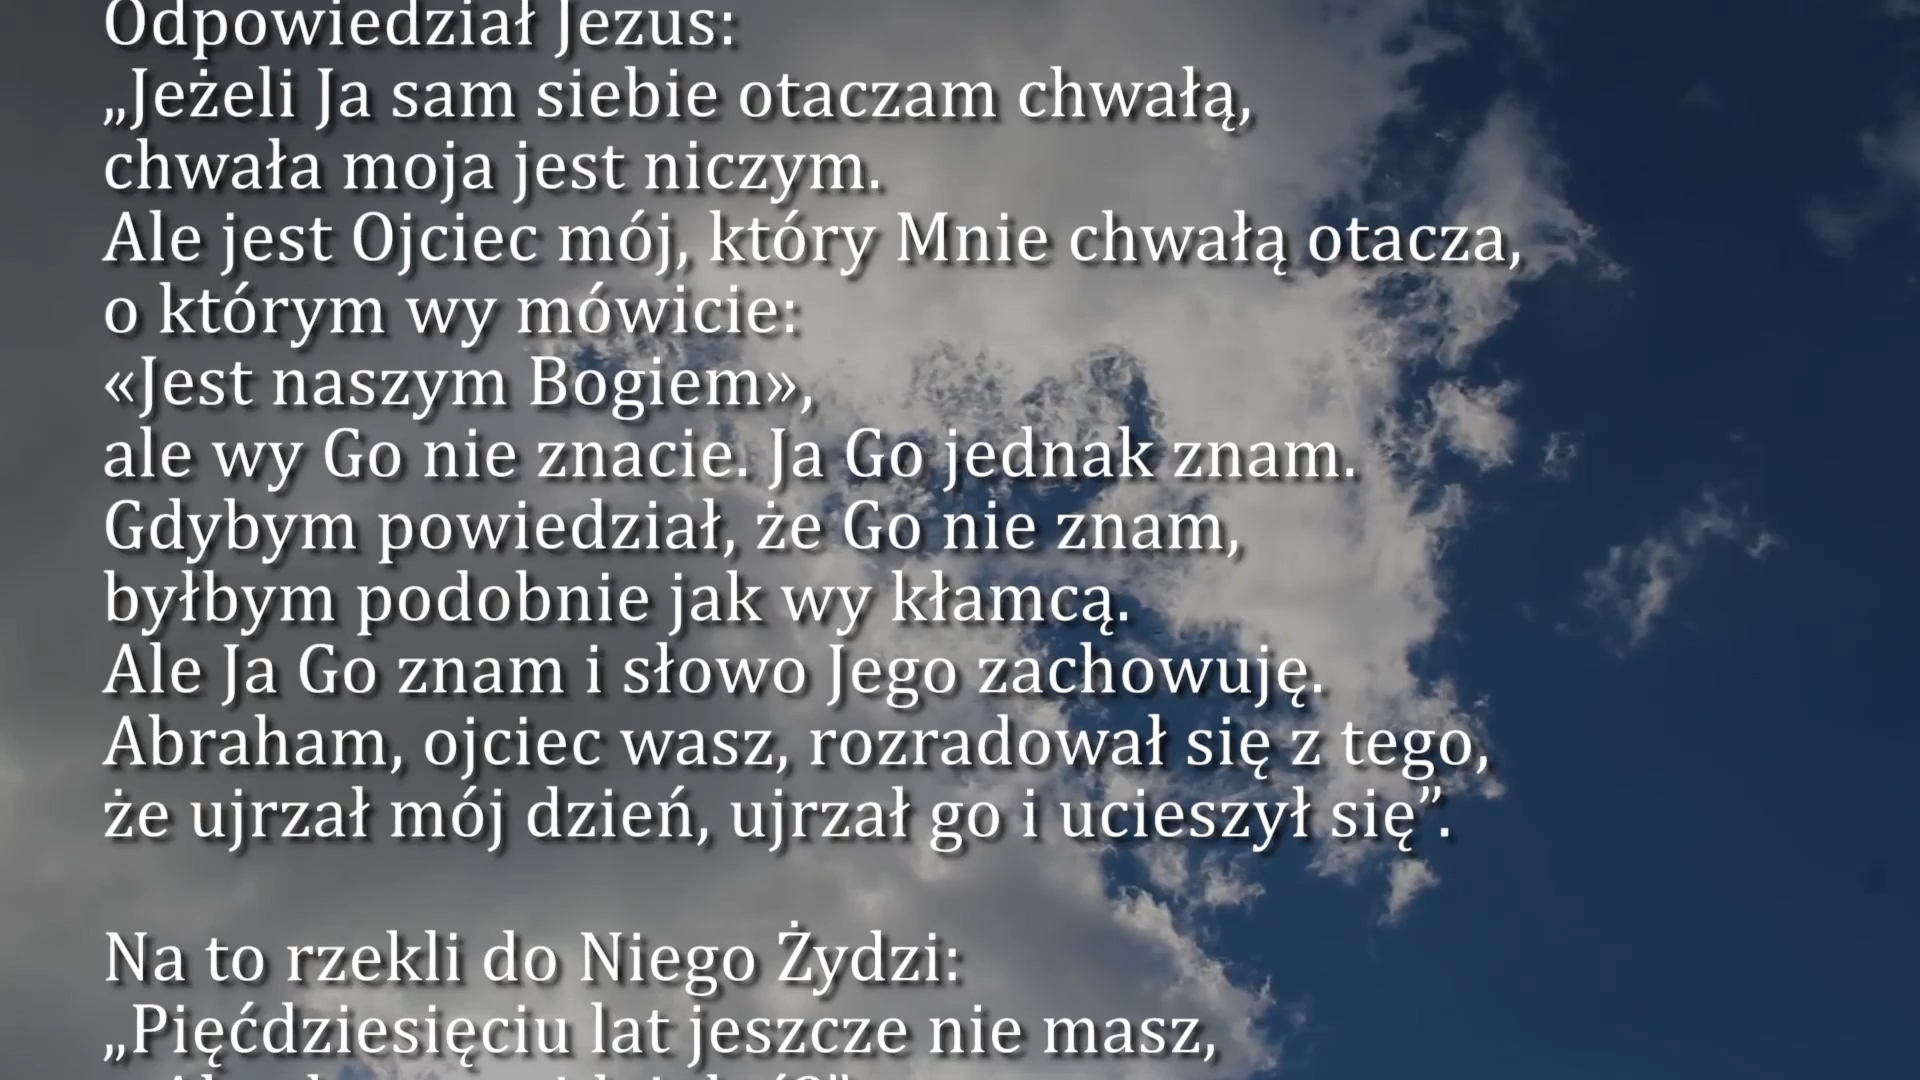 Odpowiedział Jezus:
„Jeżeli Ja sam siebie otaczam chwałą,
chwała moja jest niczym.
Ale jest Ojciec mój, który Mnie chwałą otacza,
o którym wy mówicie:
«Jest naszym Bogiem»,
ale wy Go nie znacie. Ja Go jednak znam.
Gdybym powiedział, że Go nie znam,
byłbym podobnie jak wy kłamcą.
Ale Ja Go znam i słowo Jego zachowuję.
Abraham, ojciec wasz, rozradował się z tego,
że ujrzał mój dzień, ujrzał go i ucieszył się”.
Na to rzekli do Niego Żydzi:
„Pięćdziesięciu lat jeszcze nie masz,